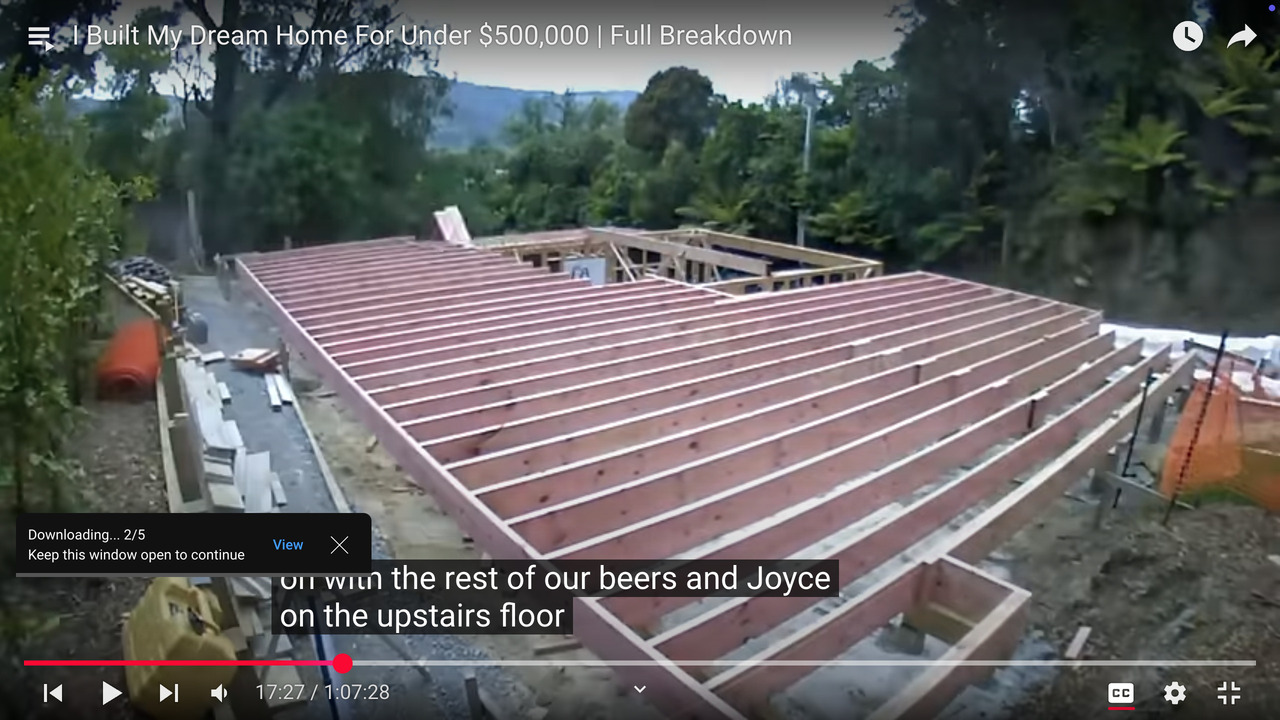 I Built My Dream Home For Under $500,000 | Full Breakdown
Downloading... 2/5
Keep this window open to continue
View
on with the rest of our beers and Joyce
on the upstairs floor
17:27 / 1:07:28
CC